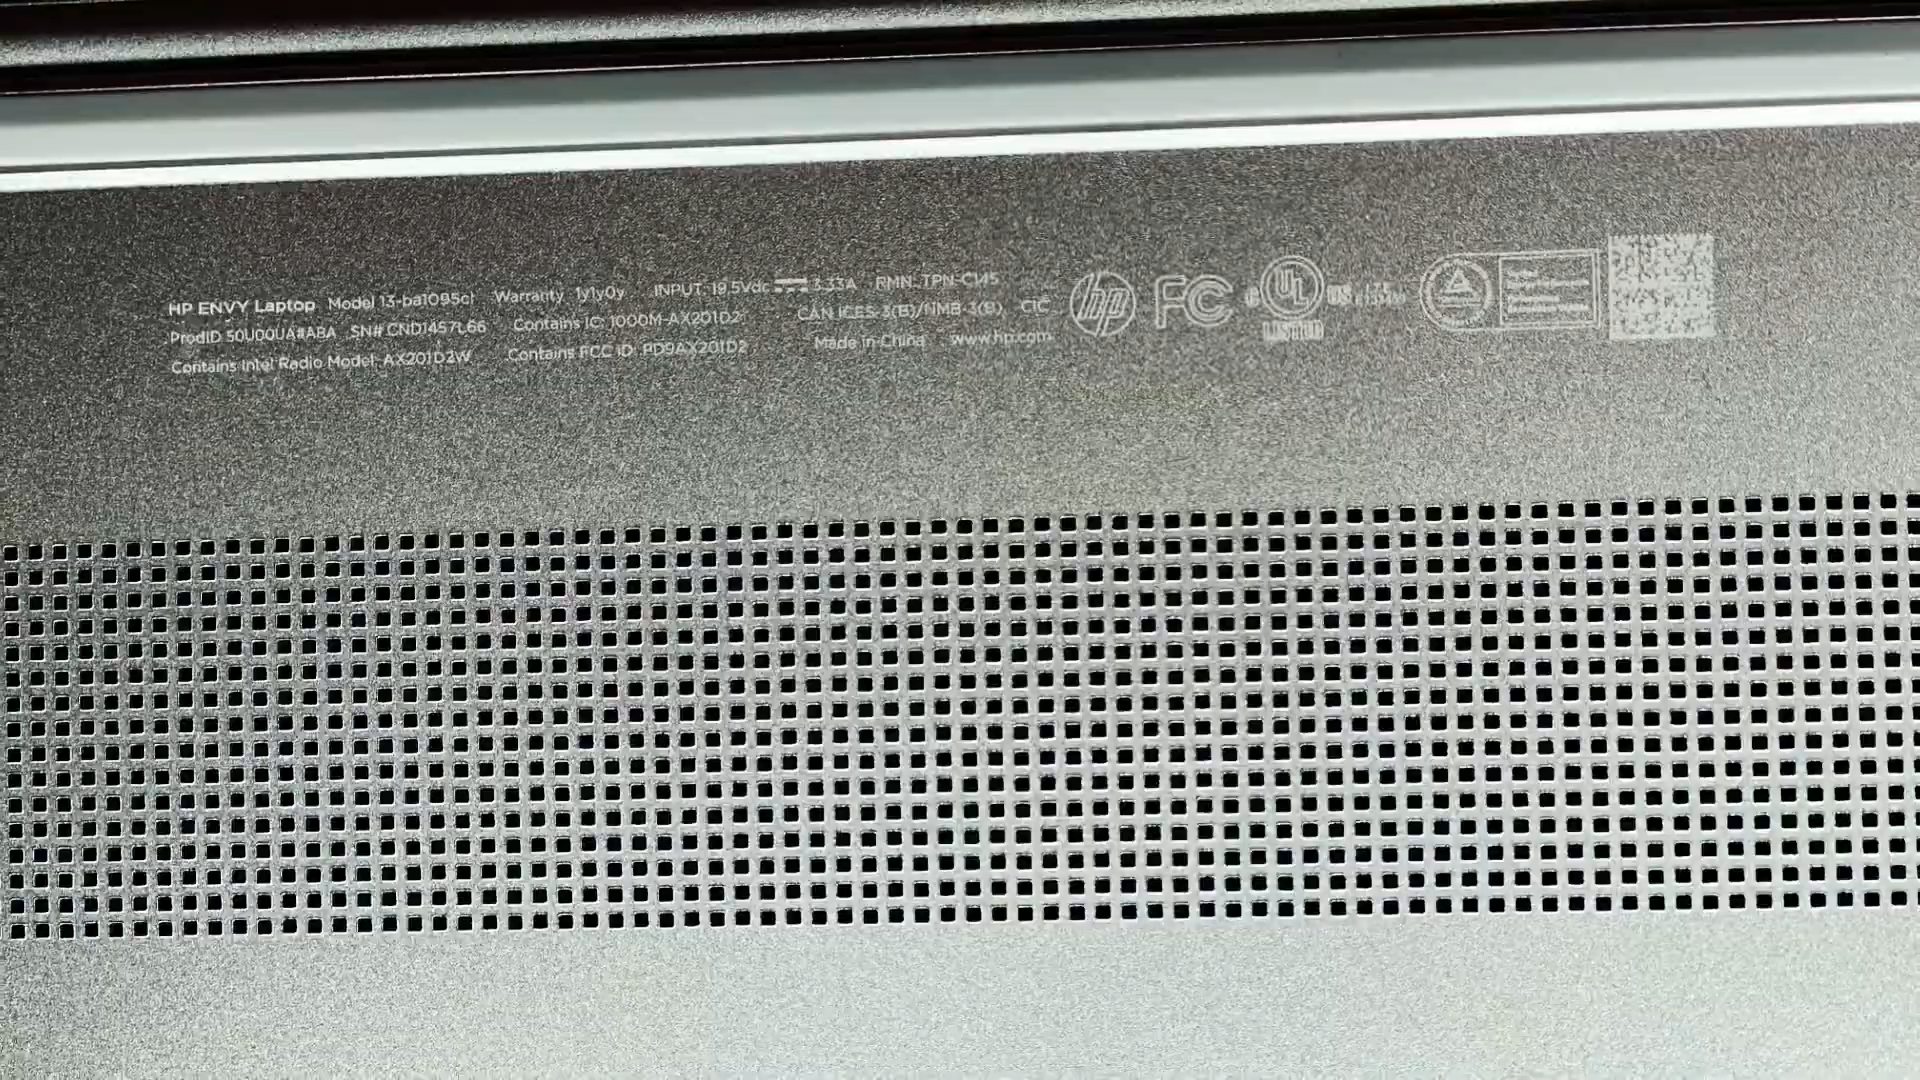 HP ENVY Laptop Model 13-ba1095cl Warranty 1y1y0y INPUT: 19.5Vdc 3.33A RMN: TPN-C145
ProdID 50U00UA#ABA SN# CND1457L66 Contains IC: 1000M-AX201D2 CAN ICES-3(B)/NMB-3(B) CIC
Contains Intel Radio Model: AX201D2W Contains FCC ID: PD9AX201D2 Made in China www.hp.com
hp FC UL
LISTED